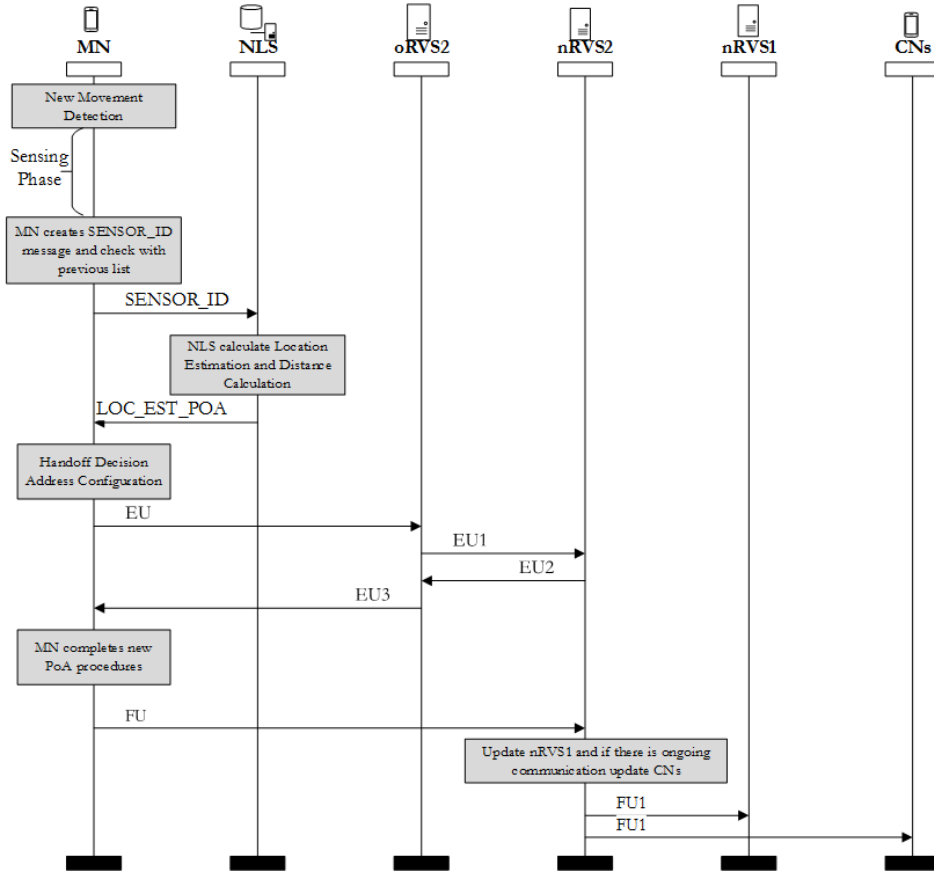 MN
NLS
oRVS2
nRVS2
nRVS1
CNs
New Movement
Detection
Sensing
Phase
MN creates SENSOR_ID
message and check with
previous list
SENSOR_ID
NLS calculate Location
Estimation and Distance
Calculation
LOC_EST_POA
Handoff Decision
Address Configuration
EU
EU1
EU2
EU3
MN completes new
PoA procedures
FU
Update nRVS1 and if there is ongoing
communication update CNs
FU1
FU1